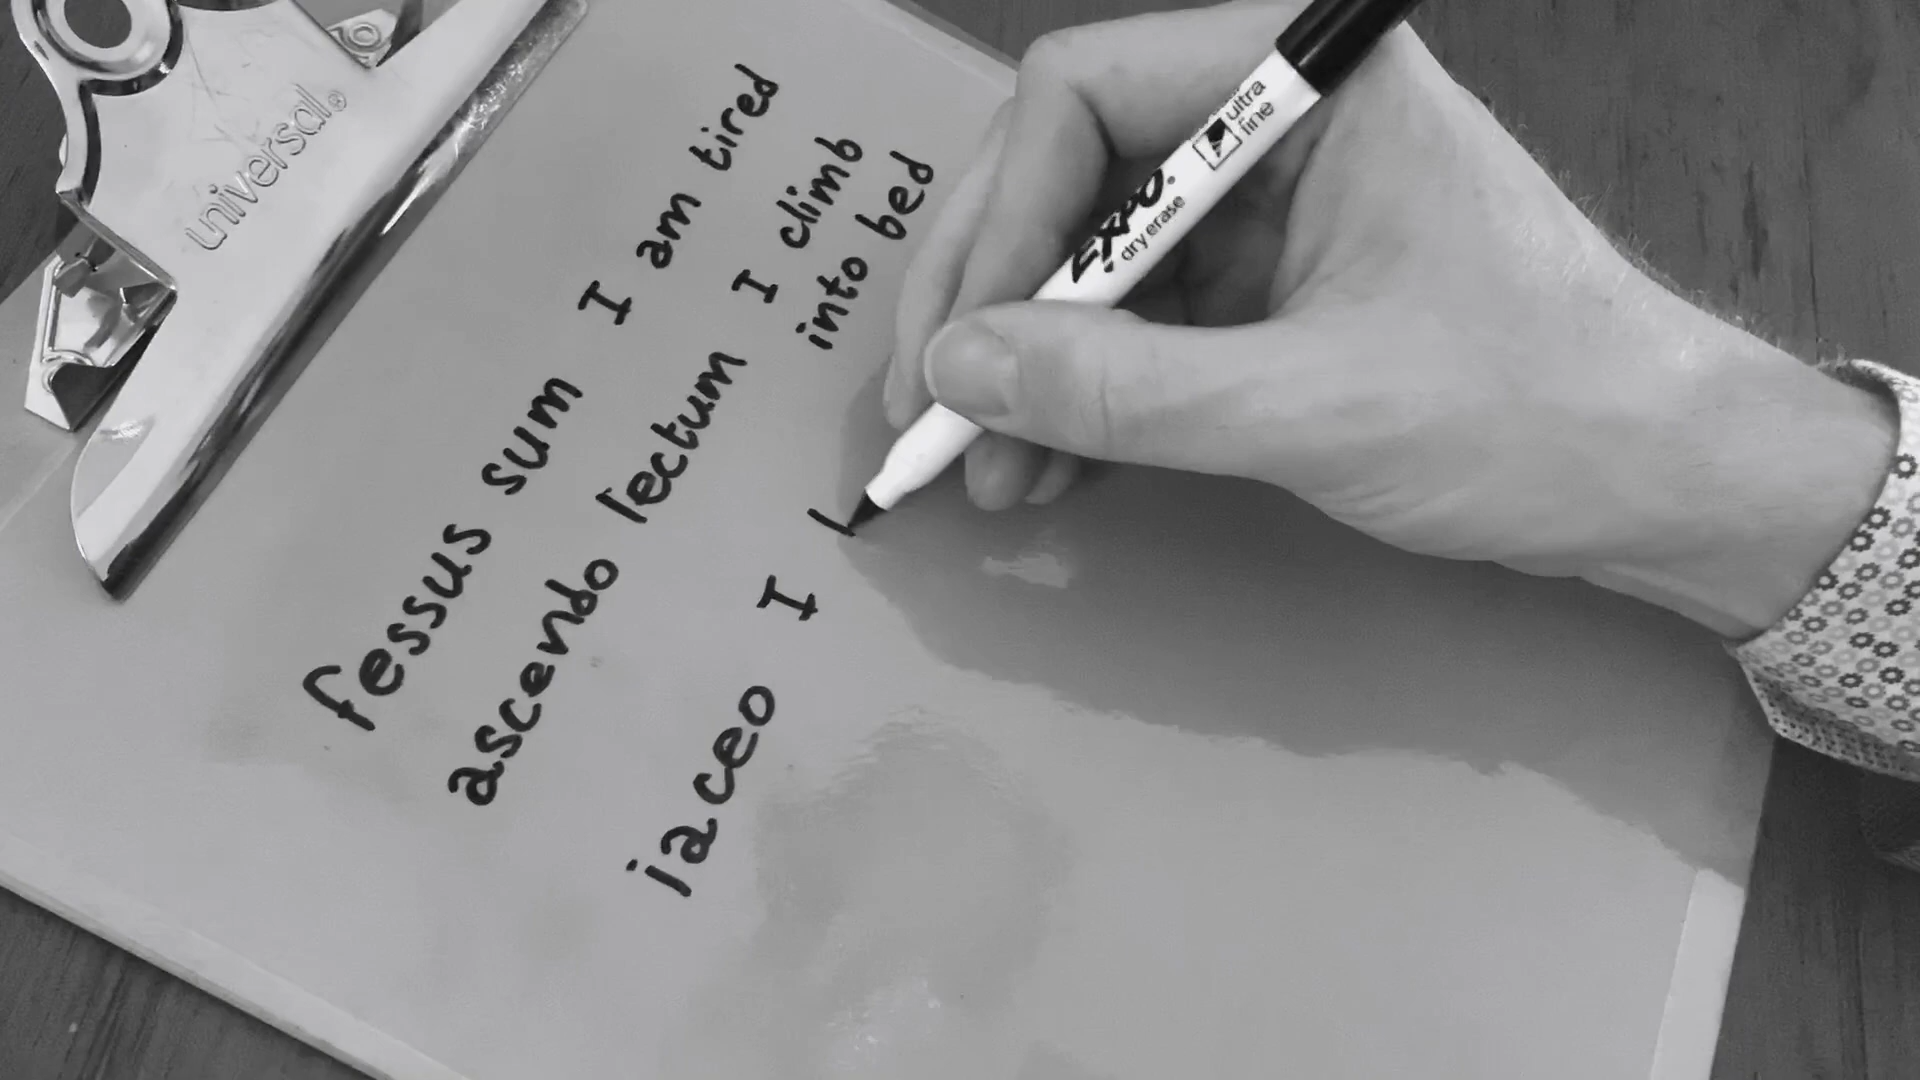 universal®
fessus sum I am tired
ascendo lectum I climb
into bed
iaceo I l
EXPO®
dry erase
ultra
fine